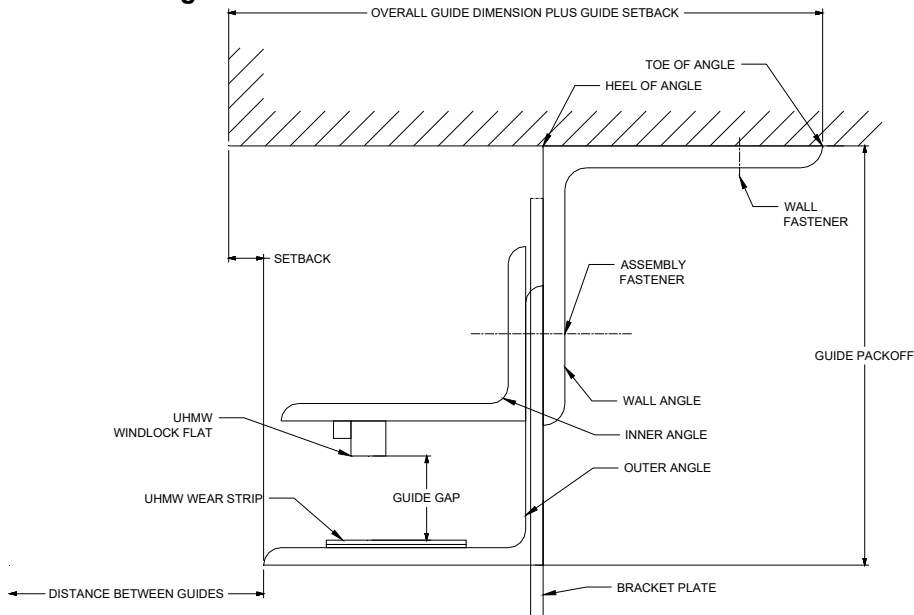 OVERALL GUIDE DIMENSION PLUS GUIDE SETBACK
TOE OF ANGLE
HEEL OF ANGLE
WALL
FASTENER
SETBACK
ASSEMBLY
FASTENER
GUIDE PACKOFF
UHMW
WINDLOCK FLAT
WALL ANGLE
INNER ANGLE
OUTER ANGLE
UHMW WEAR STRIP
GUIDE GAP
DISTANCE BETWEEN GUIDES
BRACKET PLATE